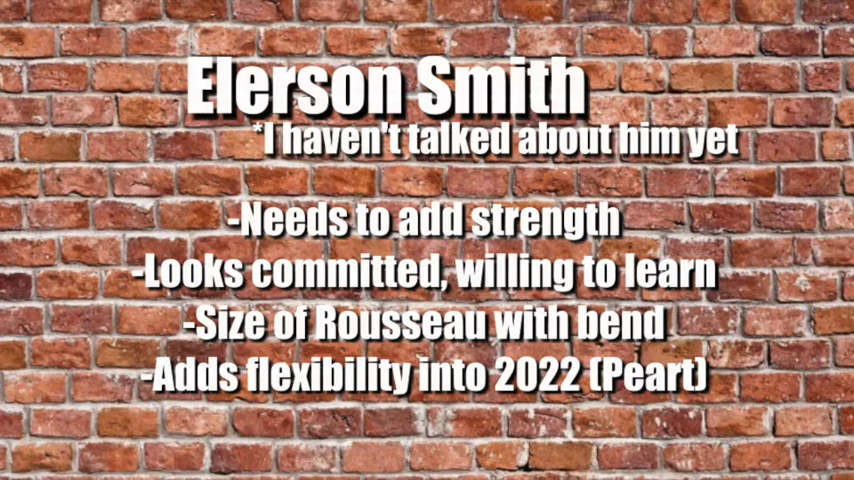 Elerson Smith
*I haven't talked about him yet
-Needs to add strength
-Looks committed, willing to learn
-Size of Rousseau with bend
-Adds flexibility into 2022 (Peart)